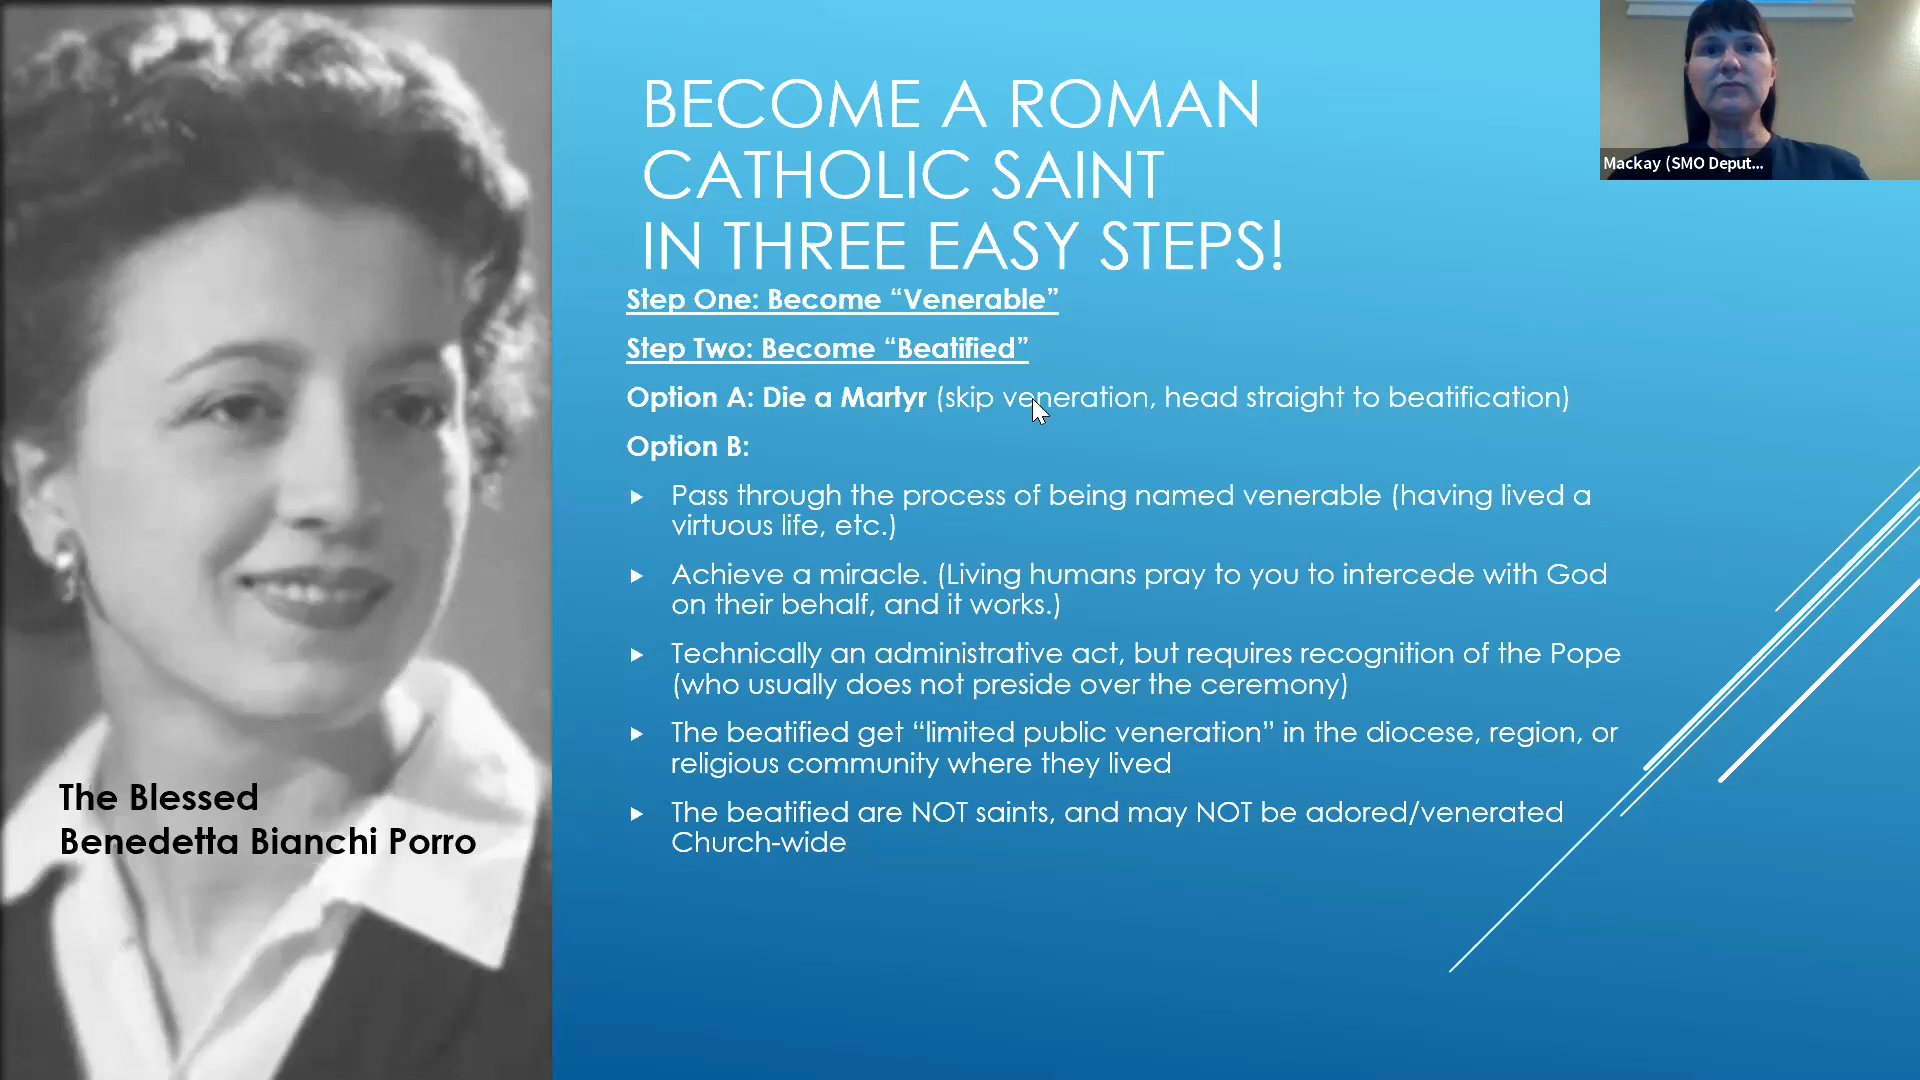 BECOME A ROMAN
CATHOLIC SAINT
IN THREE EASY STEPS!
Step One: Become “Venerable”
Step Two: Become “Beatified”
Option A: Die a Martyr (skip veneration, head straight to beatification)
Option B:
Pass through the process of being named venerable (having lived a
virtuous life, etc.)
Achieve a miracle. (Living humans pray to you to intercede with God
on their behalf, and it works.)
Technically an administrative act, but requires recognition of the Pope
(who usually does not preside over the ceremony)
The beatified get “limited public veneration” in the diocese, region, or
religious community where they lived
The beatified are NOT saints, and may NOT be adored/venerated
Church-wide
The Blessed
Benedetta Bianchi Porro
Mackay (SMO Deput...